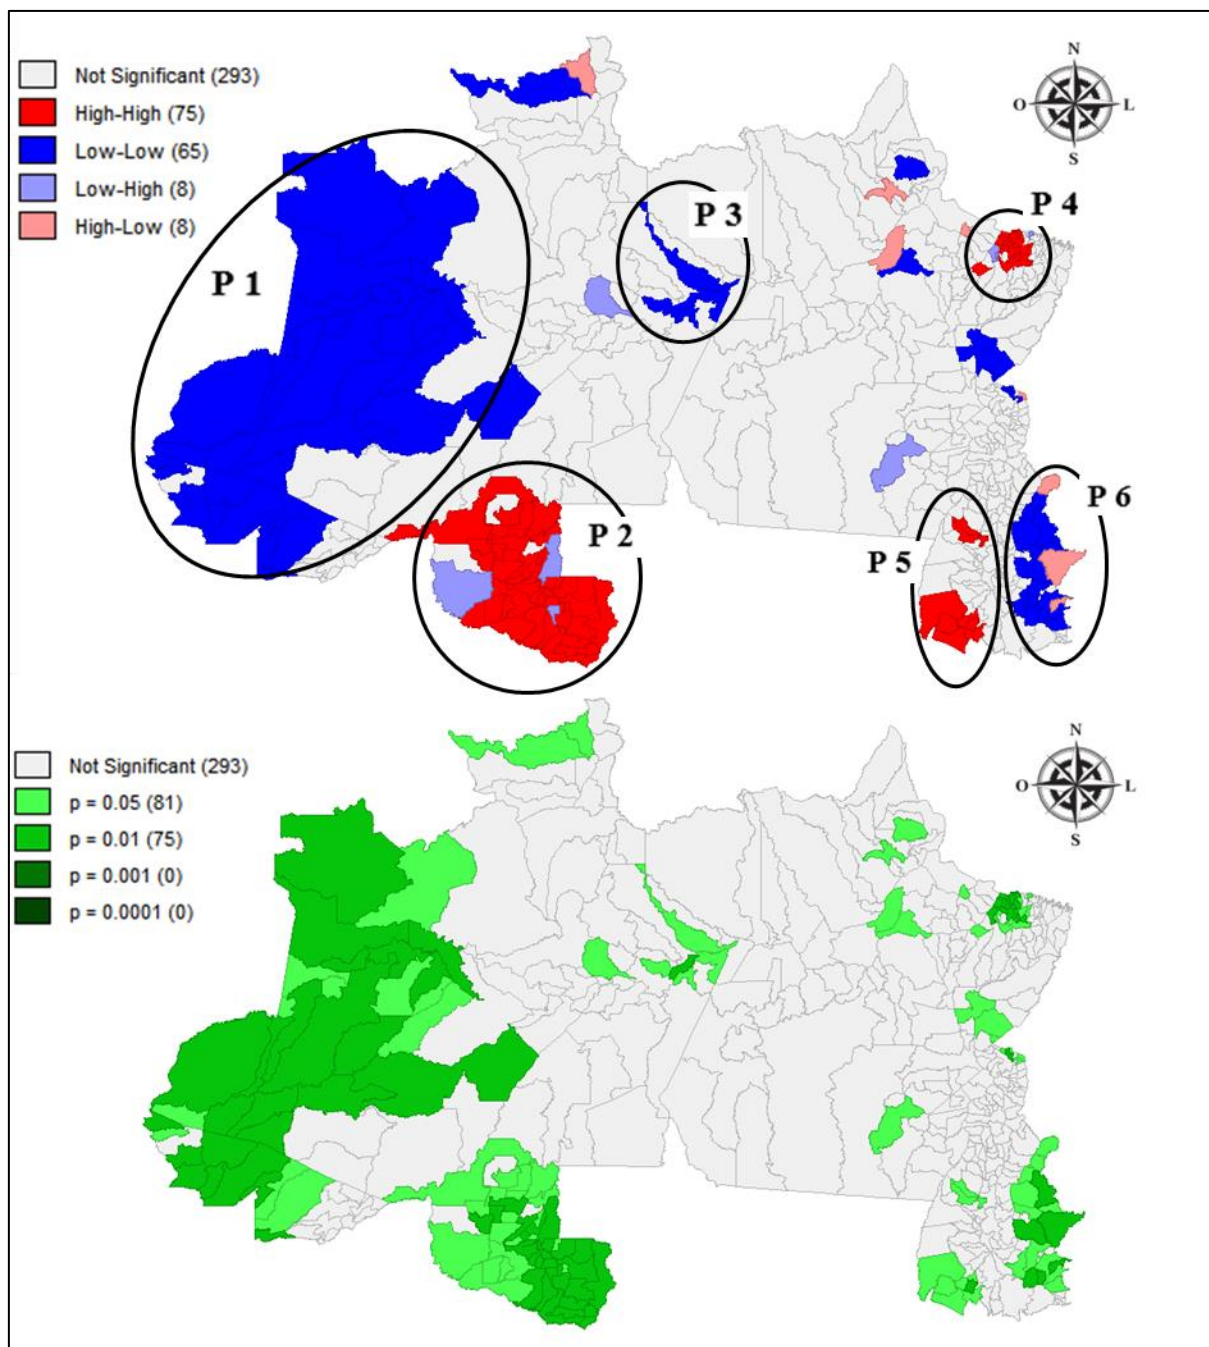 N
O
L
S
Not Significant (293)
High-High (75)
Low-Low (65)
Low-High (8)
High-Low (8)
P 1
P 2
P 3
P 4
P 5
P 6
N
O
L
S
Not Significant (293)
p = 0.05 (81)
p = 0.01 (75)
p = 0.001 (0)
p = 0.0001 (0)